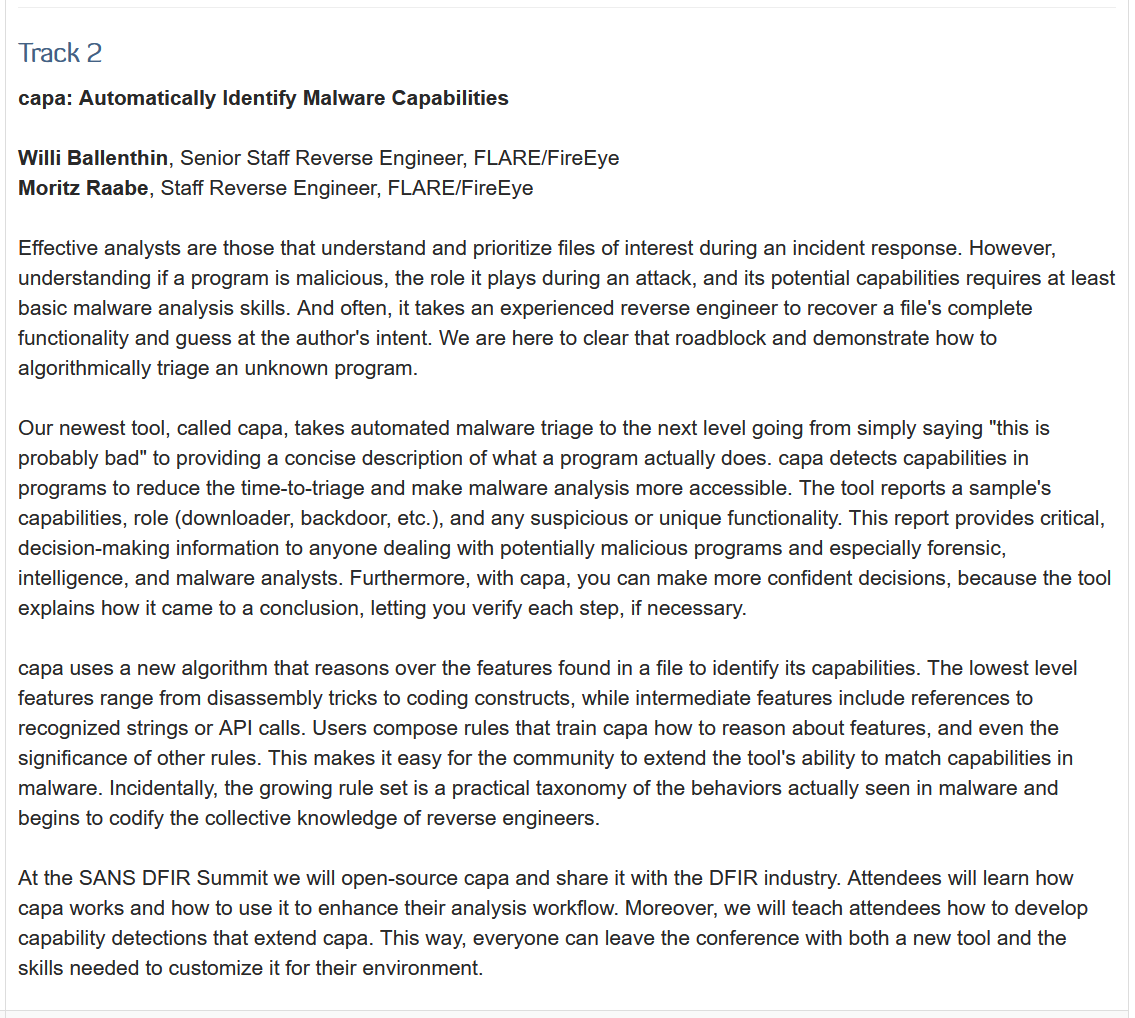 Track 2
capa: Automatically Identify Malware Capabilities
Willi Ballenthin, Senior Staff Reverse Engineer, FLARE/FireEye
Moritz Raabe, Staff Reverse Engineer, FLARE/FireEye
Effective analysts are those that understand and prioritize files of interest during an incident response. However,
understanding if a program is malicious, the role it plays during an attack, and its potential capabilities requires at least
basic malware analysis skills. And often, it takes an experienced reverse engineer to recover a file's complete
functionality and guess at the author's intent. We are here to clear that roadblock and demonstrate how to
algorithmically triage an unknown program.
Our newest tool, called capa, takes automated malware triage to the next level going from simply saying "this is
probably bad" to providing a concise description of what a program actually does. capa detects capabilities in
programs to reduce the time-to-triage and make malware analysis more accessible. The tool reports a sample's
capabilities, role (downloader, backdoor, etc.), and any suspicious or unique functionality. This report provides critical,
decision-making information to anyone dealing with potentially malicious programs and especially forensic,
intelligence, and malware analysts. Furthermore, with capa, you can make more confident decisions, because the tool
explains how it came to a conclusion, letting you verify each step, if necessary.
capa uses a new algorithm that reasons over the features found in a file to identify its capabilities. The lowest level
features range from disassembly tricks to coding constructs, while intermediate features include references to
recognized strings or API calls. Users compose rules that train capa how to reason about features, and even the
significance of other rules. This makes it easy for the community to extend the tool's ability to match capabilities in
malware. Incidentally, the growing rule set is a practical taxonomy of the behaviors actually seen in malware and
begins to codify the collective knowledge of reverse engineers.
At the SANS DFIR Summit we will open-source capa and share it with the DFIR industry. Attendees will learn how
capa works and how to use it to enhance their analysis workflow. Moreover, we will teach attendees how to develop
capability detections that extend capa. This way, everyone can leave the conference with both a new tool and the
skills needed to customize it for their environment.